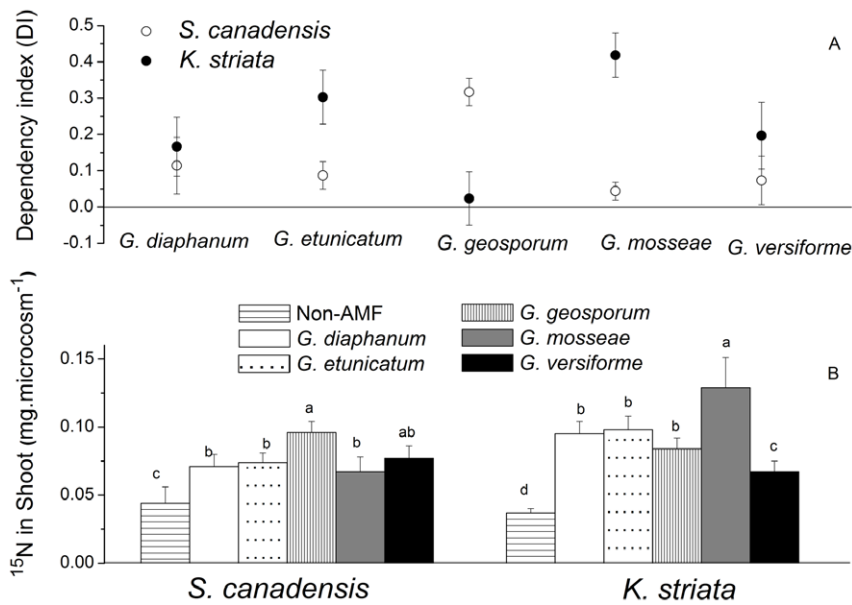 A
S. canadensis
K. striata
Dependency index (DI)
0.5
0.4
0.3
0.2
0.1
0.0
-0.1
G. diaphanum
G. etunicatum
G. geosporum
G. mosseae
G. versiforme
B
Non-AMF
G. diaphanum
G. etunicatum
G. geosporum
G. mosseae
G. versiforme
¹⁵N in Shoot (mg.microcosm⁻¹)
0.15
0.10
0.05
0.00
c
b
b
a
b
ab
d
b
b
b
a
c
S. canadensis
K. striata